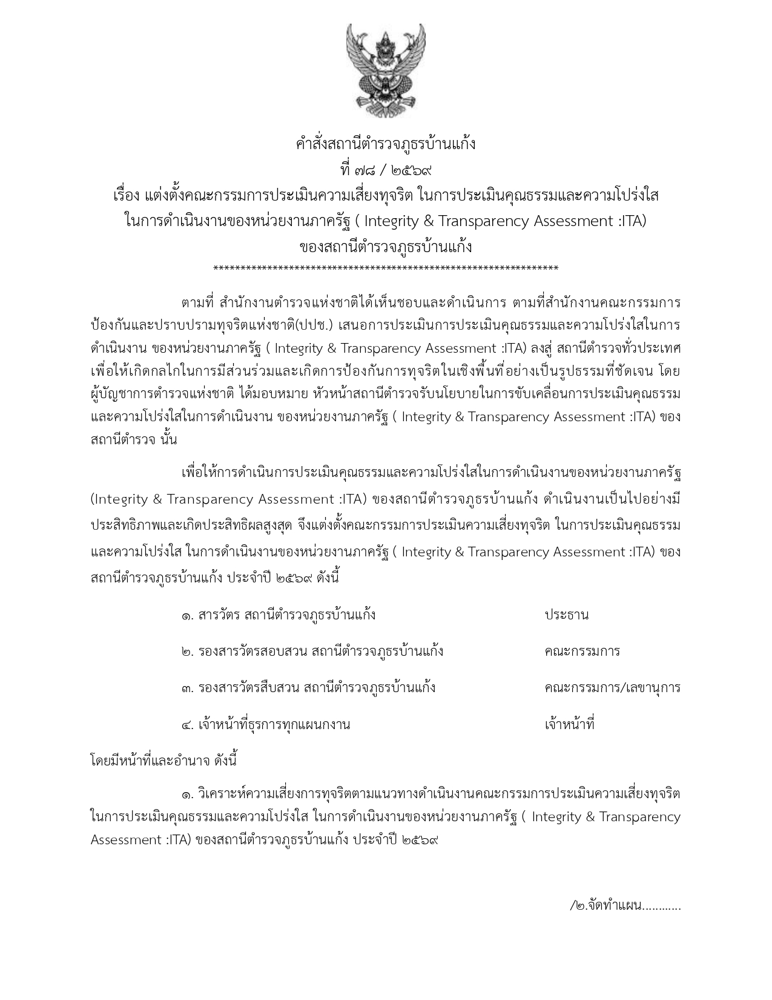 คำสั่งสถานีตำรวจภูธรบ้านแก้ง
ที่ ๗๘ / ๒๕๖๙
เรื่อง แต่งตั้งคณะกรรมการประเมินความเสี่ยงทุจริต ในการประเมินคุณธรรมและความโปร่งใส
ในการดำเนินงานของหน่วยงานภาครัฐ ( Integrity & Transparency Assessment :ITA)
ของสถานีตำรวจภูธรบ้านแก้ง
***************************************************************
ตามที่ สำนักงานตำรวจแห่งชาติได้เห็นชอบและดำเนินการ ตามที่สำนักงานคณะกรรมการ
ป้องกันและปราบปรามทุจริตแห่งชาติ(ปปช.) เสนอการประเมินการประเมินคุณธรรมและความโปร่งใสในการ
ดำเนินงาน ของหน่วยงานภาครัฐ ( Integrity & Transparency Assessment :ITA) ลงสู่ สถานีตำรวจทั่วประเทศ
เพื่อให้เกิดกลไกในการมีส่วนร่วมและเกิดการป้องกันการทุจริตในเชิงพื้นที่อย่างเป็นรูปธรรมที่ชัดเจน โดย
ผู้บัญชาการตำรวจแห่งชาติ ได้มอบหมาย หัวหน้าสถานีตำรวจรับนโยบายในการขับเคลื่อนการประเมินคุณธรรม
และความโปร่งใสในการดำเนินงาน ของหน่วยงานภาครัฐ ( Integrity & Transparency Assessment :ITA) ของ
สถานีตำรวจ นั้น
เพื่อให้การดำเนินการประเมินคุณธรรมและความโปร่งใสในการดำเนินงานของหน่วยงานภาครัฐ
(Integrity & Transparency Assessment :ITA) ของสถานีตำรวจภูธรบ้านแก้ง ดำเนินงานเป็นไปอย่างมี
ประสิทธิภาพและเกิดประสิทธิผลสูงสุด จึงแต่งตั้งคณะกรรมการประเมินความเสี่ยงทุจริต ในการประเมินคุณธรรม
และความโปร่งใส ในการดำเนินงานของหน่วยงานภาครัฐ ( Integrity & Transparency Assessment :ITA) ของ
สถานีตำรวจภูธรบ้านแก้ง ประจำปี ๒๕๖๙ ดังนี้
๑. สารวัตร สถานีตำรวจภูธรบ้านแก้ง ประธาน
๒. รองสารวัตรสอบสวน สถานีตำรวจภูธรบ้านแก้ง คณะกรรมการ
๓. รองสารวัตรสืบสวน สถานีตำรวจภูธรบ้านแก้ง คณะกรรมการ/เลขานุการ
๔. เจ้าหน้าที่ธุรการทุกแผนกงาน เจ้าหน้าที่
โดยมีหน้าที่และอำนาจ ดังนี้
๑. วิเคราะห์ความเสี่ยงการทุจริตตามแนวทางดำเนินงานคณะกรรมการประเมินความเสี่ยงทุจริต
ในการประเมินคุณธรรมและความโปร่งใส ในการดำเนินงานของหน่วยงานภาครัฐ ( Integrity & Transparency
Assessment :ITA) ของสถานีตำรวจภูธรบ้านแก้ง ประจำปี ๒๕๖๙
/๒.จัดทำแผน............